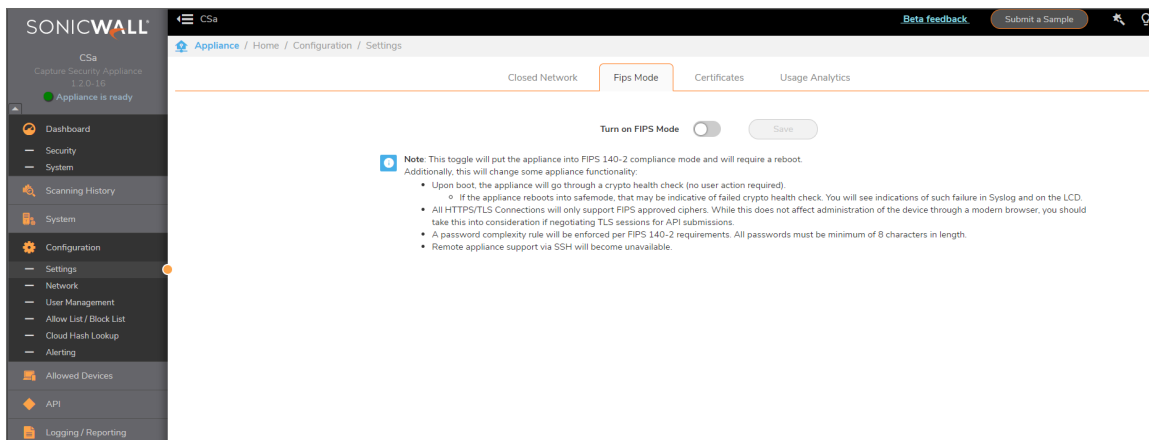 SONICWALL
CSa
Capture Security Appliance
1.2.0-16
Appliance is ready
Dashboard
Security
System
Scanning History
System
Configuration
Settings
Network
User Management
Allow List / Block List
Cloud Hash Lookup
Alerting
Allowed Devices
API
Logging / Reporting
CSa
Beta feedback
Submit a Sample
Appliance / Home / Configuration / Settings
Closed Network
Fips Mode
Certificates
Usage Analytics
Turn on FIPS Mode
Save
Note: This toggle will put the appliance into FIPS 140-2 compliance mode and will require a reboot.
Additionally, this will change some appliance functionality:
• Upon boot, the appliance will go through a crypto health check (no user action required).
○ If the appliance reboots into safemode, that may be indicative of failed crypto health check. You will see indications of such failure in Syslog and on the LCD.
• All HTTPS/TLS Connections will only support FIPS approved ciphers. While this does not affect administration of the device through a modern browser, you should
take this into consideration if negotiating TLS sessions for API submissions.
• A password complexity rule will be enforced per FIPS 140-2 requirements. All passwords must be minimum of 8 characters in length.
• Remote appliance support via SSH will become unavailable.